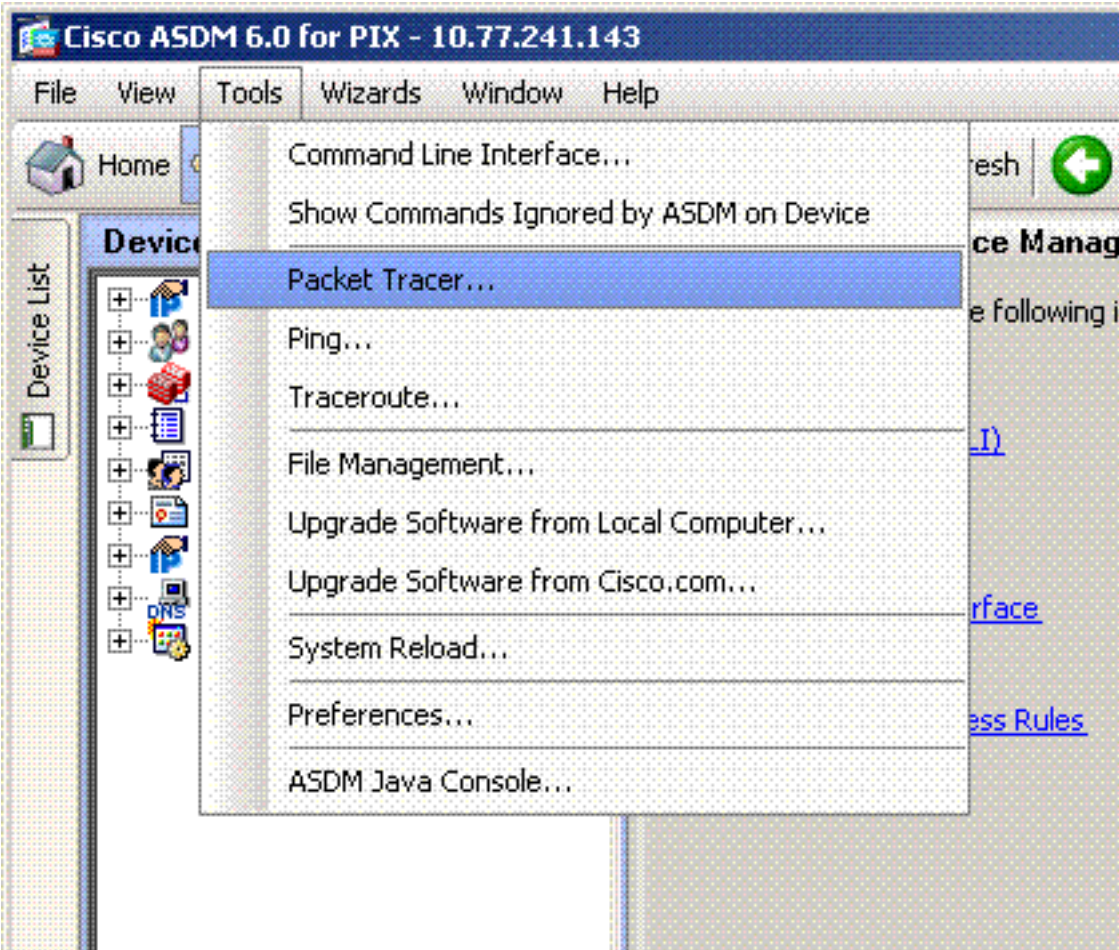 Cisco ASDM 6.0 for PIX - 10.77.241.143
File View Tools Wizards Window Help
Home
Command Line Interface...
Show Commands Ignored by ASDM on Device
Packet Tracer...
Ping...
Traceroute...
File Management...
Upgrade Software from Local Computer...
Upgrade Software from Cisco.com...
System Reload...
Preferences...
ASDM Java Console...
Device List
Device
DNS
esh
ce Manag
e following i
LI)
rface
ess Rules